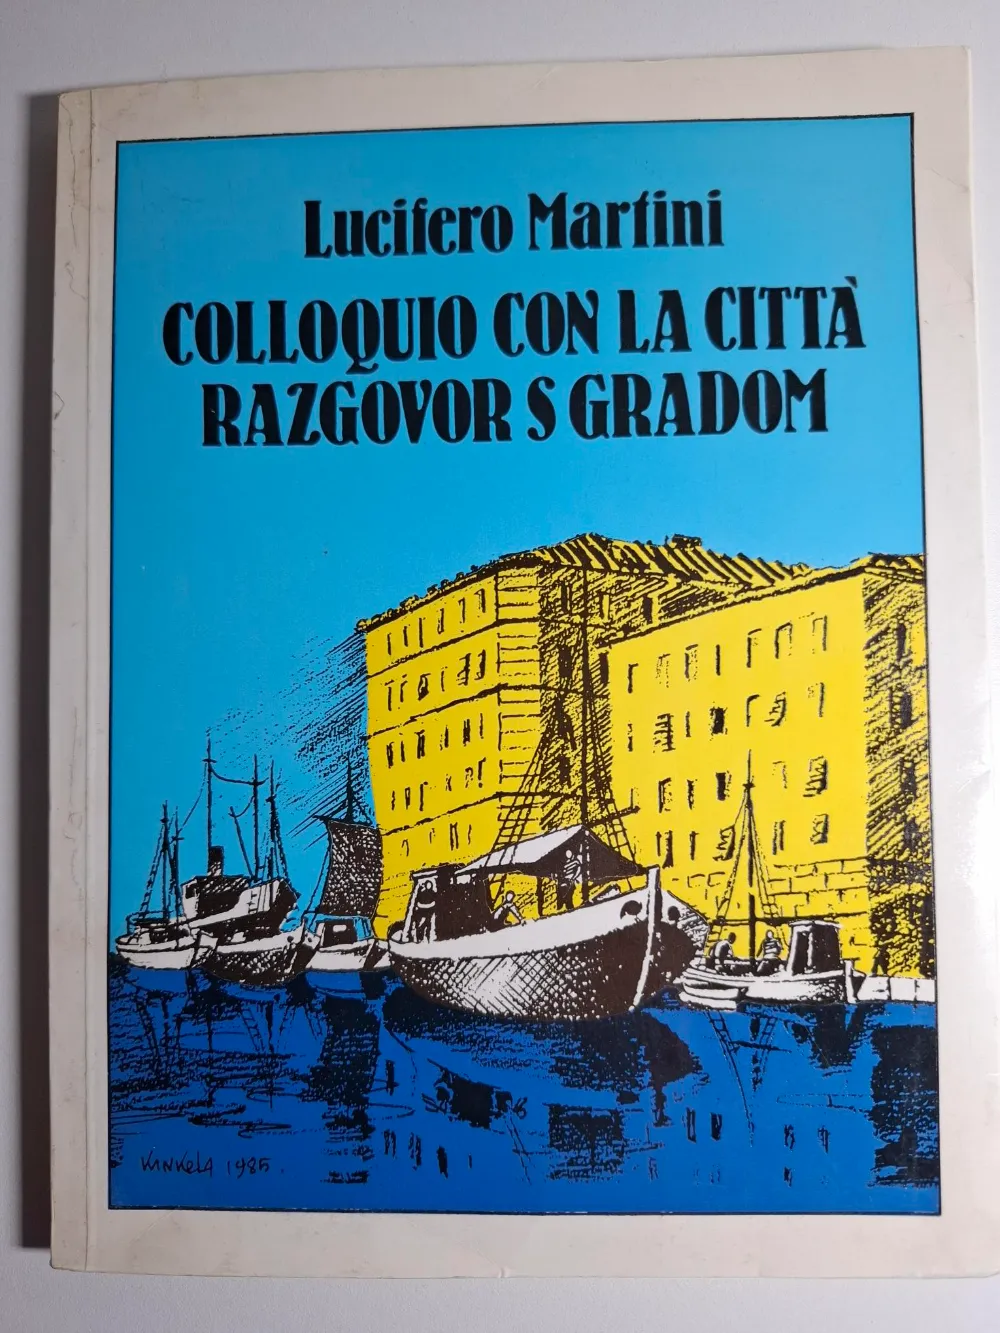 Lucifero Martini
COLLOQUIO CON LA CITTÀ
RAZGOVOR S GRADOM
KINKELA 1985.